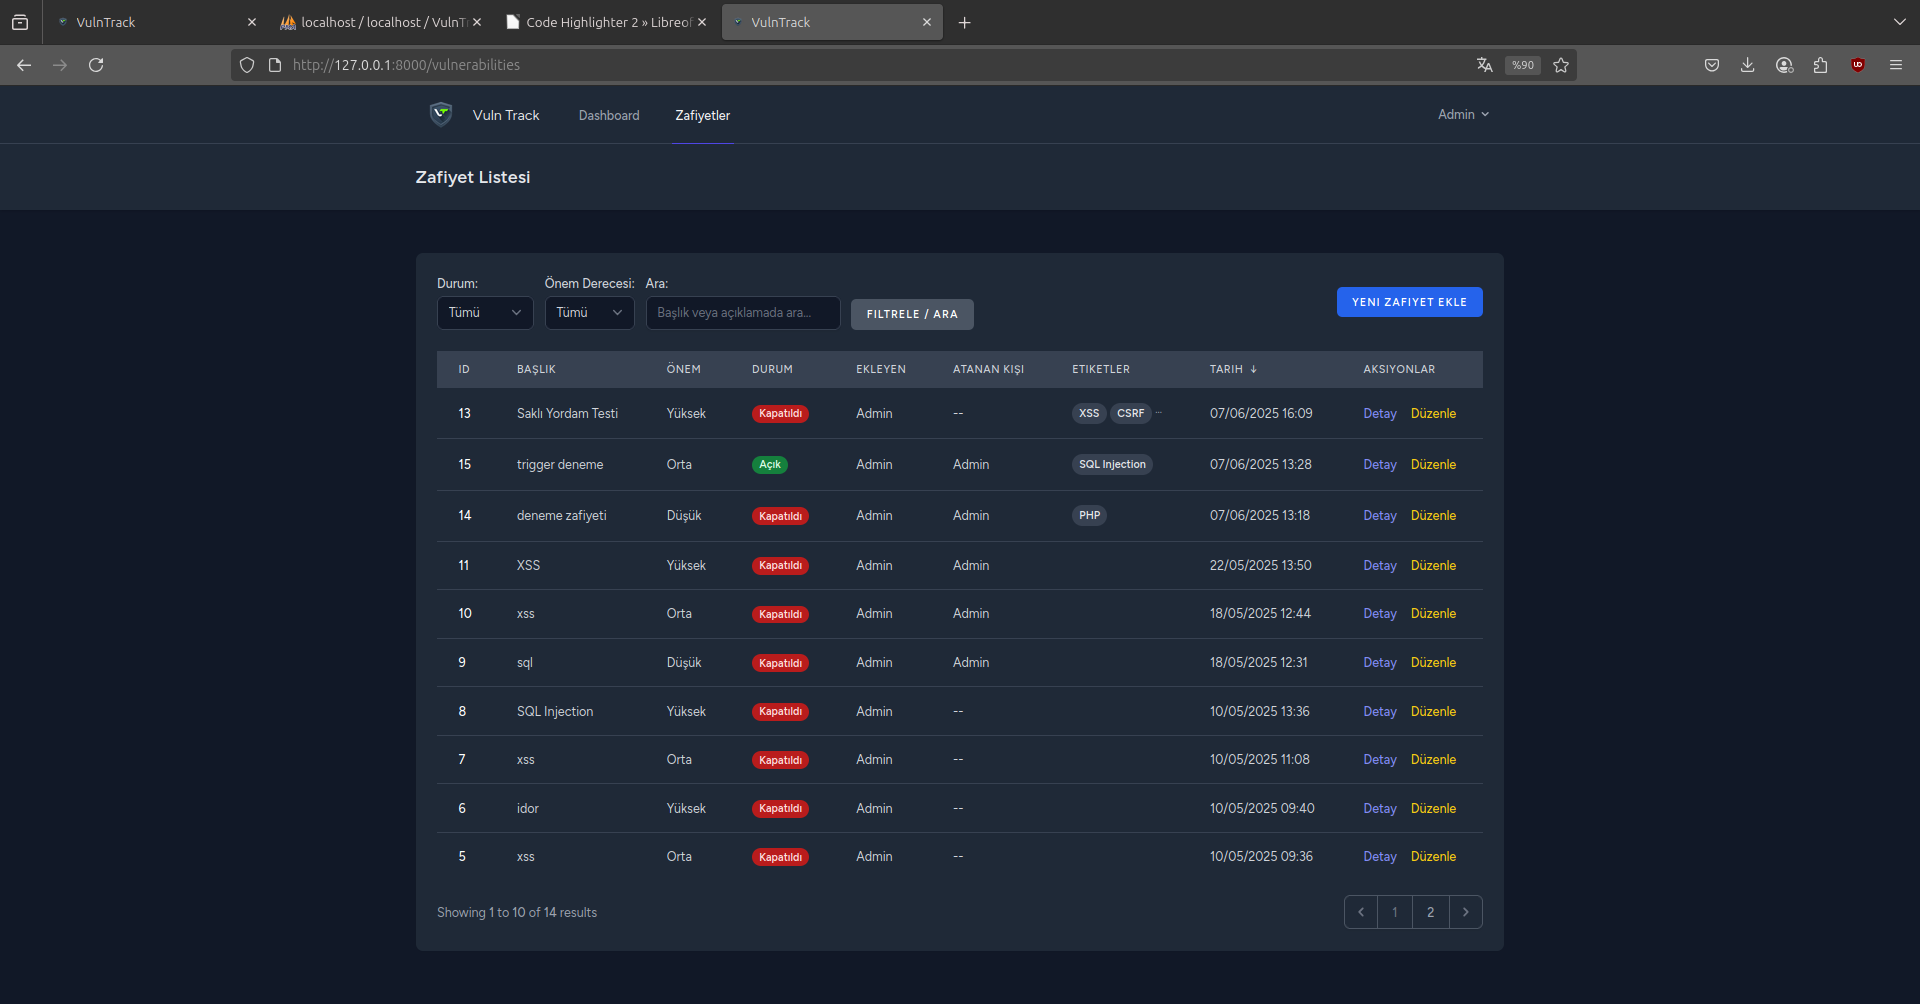 VulnTrack
localhost / localhost / VulnT
Code Highlighter 2 » Libreof
VulnTrack
http://127.0.0.1:8000/vulnerabilities
%90
Vuln Track
Dashboard
Zafiyetler
Admin
Zafiyet Listesi
Durum: Önem Derecesi: Ara:
Tümü Tümü Başlık veya açıklamada ara... FILTRELE / ARA
YENI ZAFIYET EKLE
ID BAŞLIK ÖNEM DURUM EKLEYEN ATANAN KIŞI ETIKETLER TARIH ↓ AKSIYONLAR
13 Saklı Yordam Testi Yüksek Kapatıldı Admin -- XSS CSRF ... 07/06/2025 16:09 Detay Düzenle
15 trigger deneme Orta Açık Admin Admin SQL Injection 07/06/2025 13:28 Detay Düzenle
14 deneme zafiyeti Düşük Kapatıldı Admin Admin PHP 07/06/2025 13:18 Detay Düzenle
11 XSS Yüksek Kapatıldı Admin Admin 22/05/2025 13:50 Detay Düzenle
10 xss Orta Kapatıldı Admin Admin 18/05/2025 12:44 Detay Düzenle
9 sql Düşük Kapatıldı Admin Admin 18/05/2025 12:31 Detay Düzenle
8 SQL Injection Yüksek Kapatıldı Admin -- 10/05/2025 13:36 Detay Düzenle
7 xss Orta Kapatıldı Admin -- 10/05/2025 11:08 Detay Düzenle
6 idor Yüksek Kapatıldı Admin -- 10/05/2025 09:40 Detay Düzenle
5 xss Orta Kapatıldı Admin -- 10/05/2025 09:36 Detay Düzenle
Showing 1 to 10 of 14 results
1 2